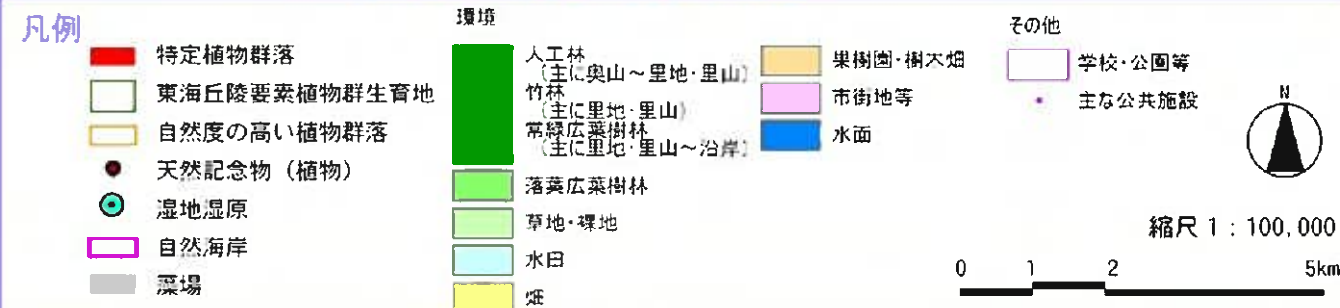 凡例
特定植物群落
東海丘陵要素植物群生育地
自然度の高い植物群落
天然記念物（植物）
湿地湿原
自然海岸
藻場
環境
人工林
（主に奥山～里地・里山）
竹林
（主に里地・里山）
常緑広葉樹林
（主に里地・里山～沿岸）
落葉広葉樹林
草地・裸地
水田
畑
果樹園・樹木畑
市街地等
水面
その他
学校・公園等
主な公共施設
N
縮尺 1 : 100,000
0 1 2 5km